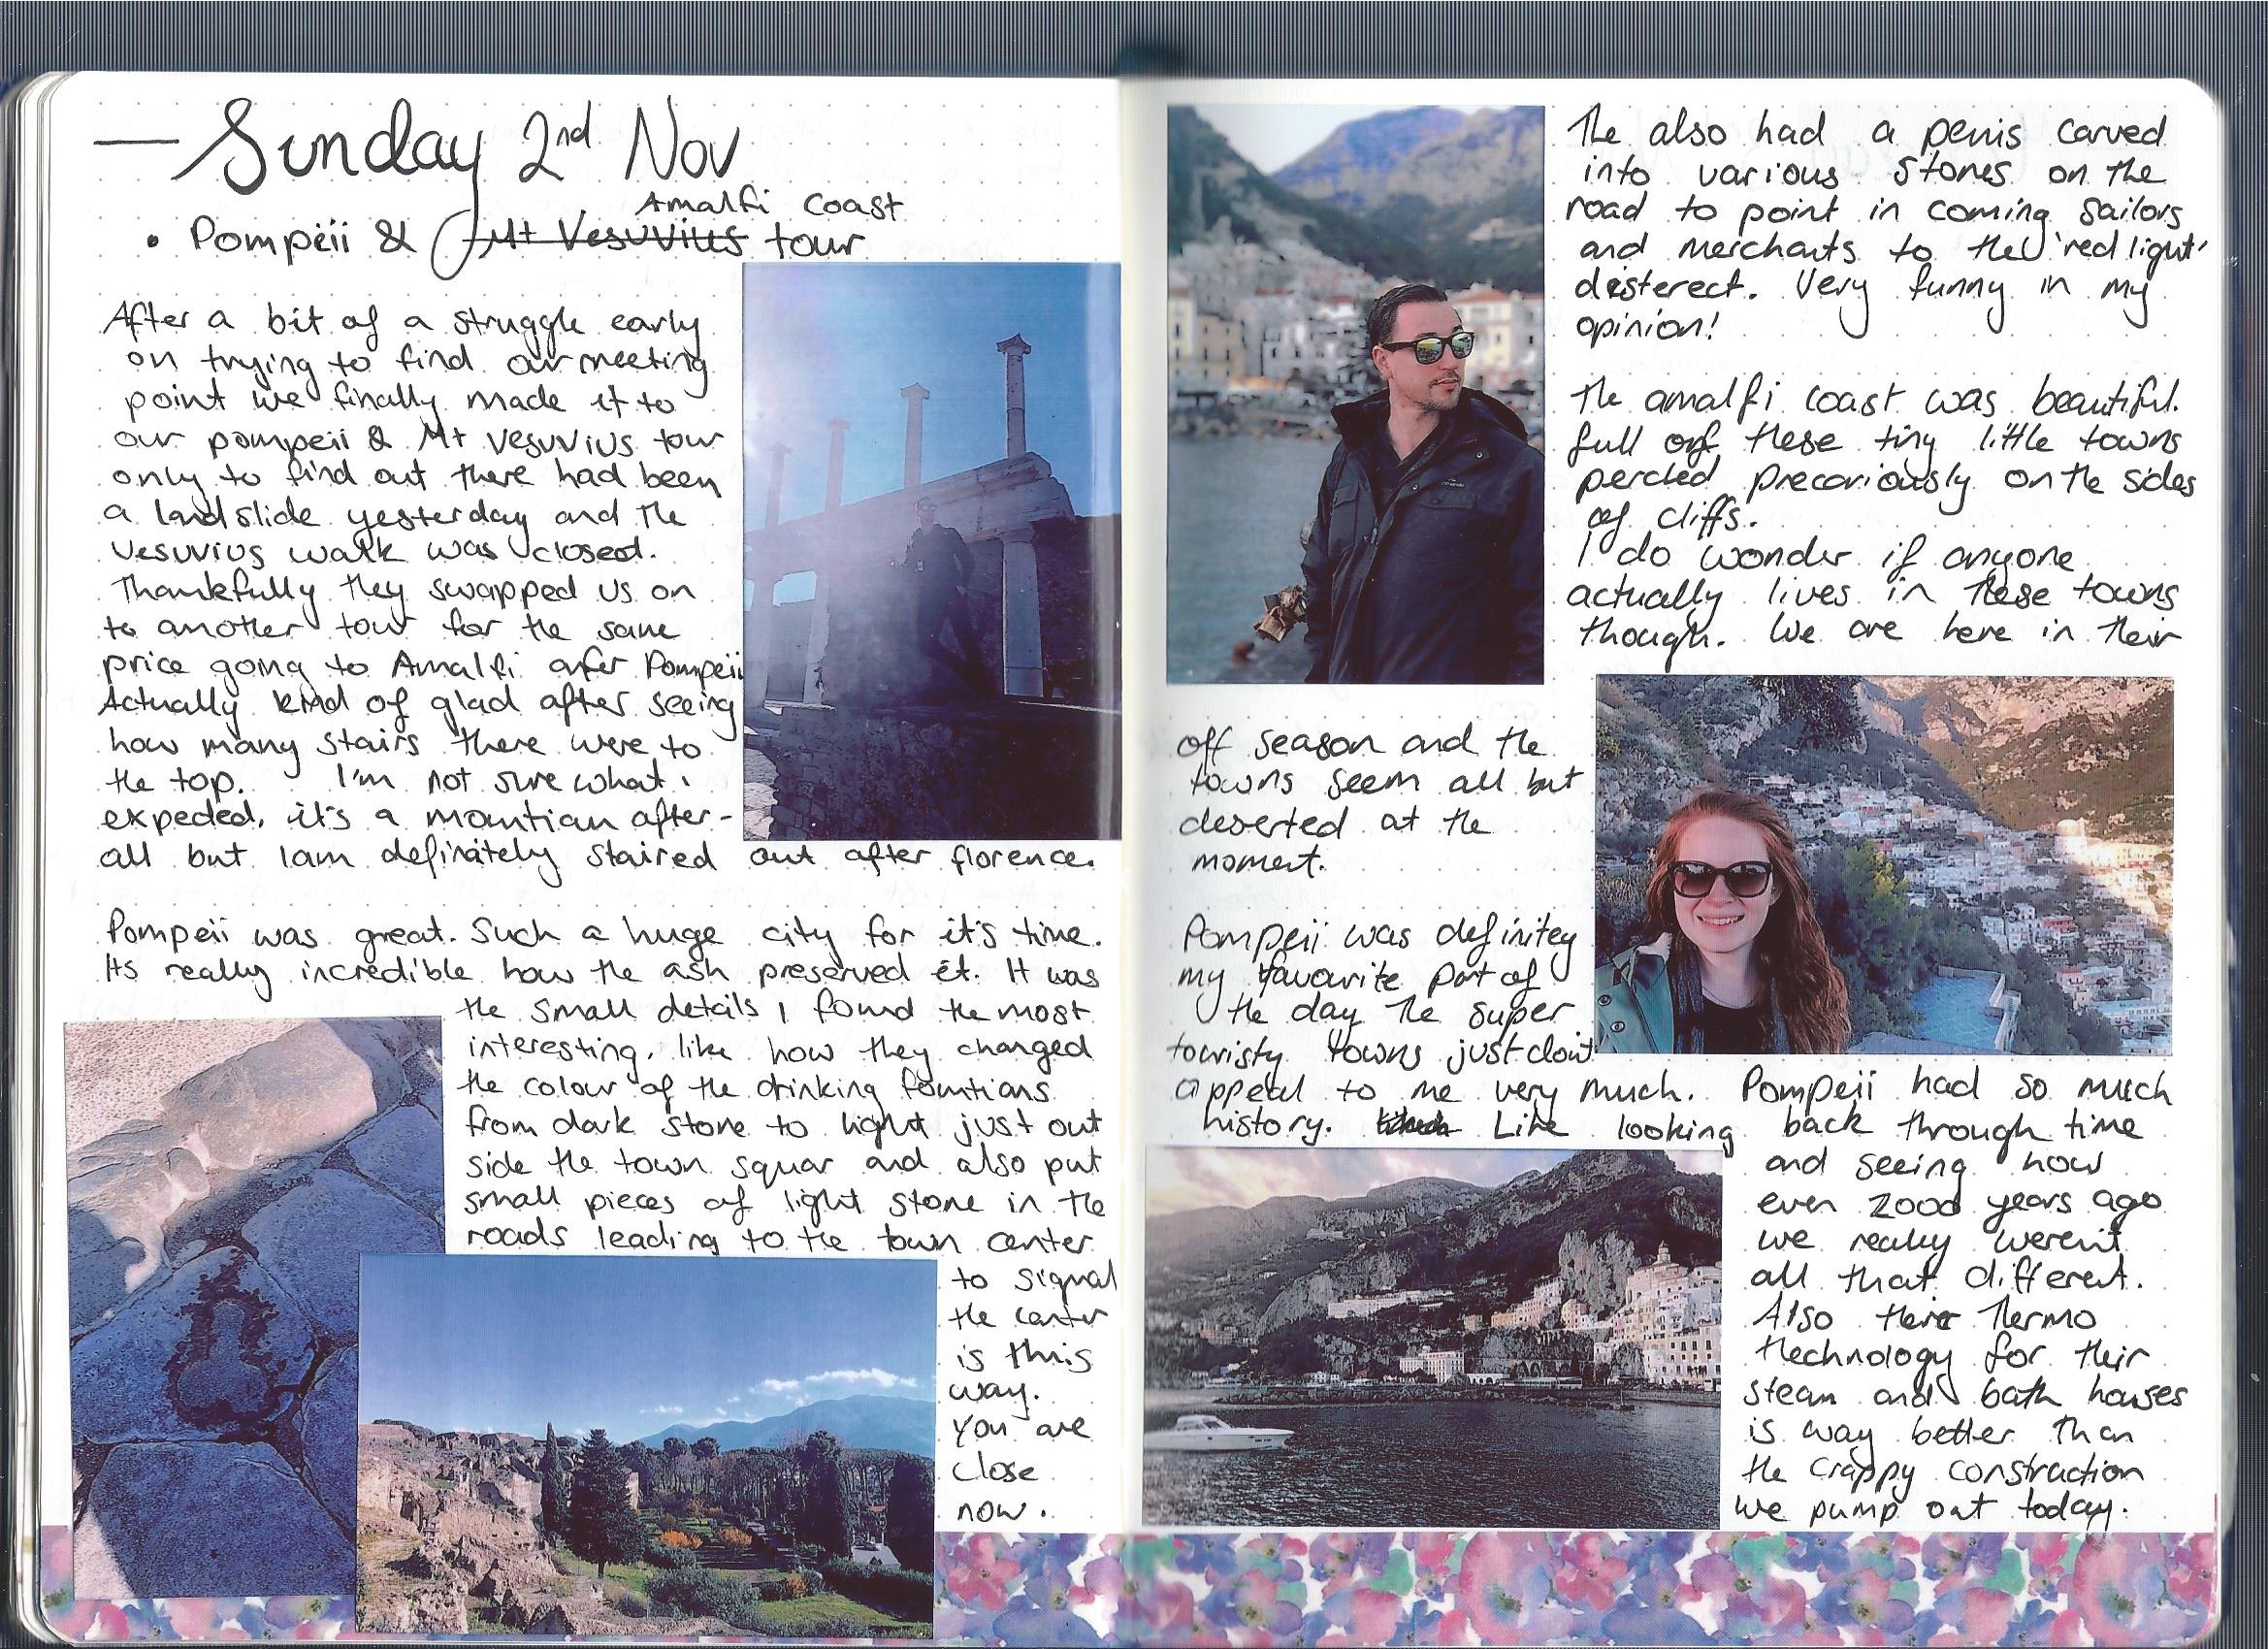 Sunday 2nd Nov
Amalfi coast
• Pompeii & Mt Vesuvius tour
After a bit of a struggle early
on trying to find our meeting
point we finally made it to
our pompeii & Mt Vesuvius tour
only to find out there had been
a landslide yesterday and the
Vesuvius walk was closed.
Thankfully they swapped us on
to another tour for the same
price going to Amalfi after Pompeii
Actually kind of glad after seeing
how many stairs there were to
the top. I'm not sure what i
expeded, it's a mountian after-
all but I am definitely staired out after florence.
Pompeii was great. Such a huge city for it's time.
Its really incredible how the ash preserved it. It was
the small details I found the most
interesting, like how they changed
the colour of the drinking fountians
from dark stone to light just out
side the town squar and also put
small pieces of light stone in the
roads leading to the town center
to signal
the center
is this
way.
You are
close
now.
The also had a penis carved
into various stones on the
road to point in coming sailors
and merchants to the 'red light'
disterect. Very funny in my
opinion!
The amalfi coast was beautiful.
full of these tiny little towns
perched precariously on the sides
of cliffs.
I do wonder if anyone
actually lives in these towns
though. We are here in their
off season and the
towns seem all but
deserted at the
moment.
Pompeii was definitey
my favourite part of
the day the super
touristy towns just don't
appeal to me very much. Pompeii had so much
history. Like looking back through time
and seeing how
even 2000 years ago
we really weren't
all that different.
Also their thermo
thechnology for their
steam and bath houses
is way better than
the crappy construction
we pump out today.